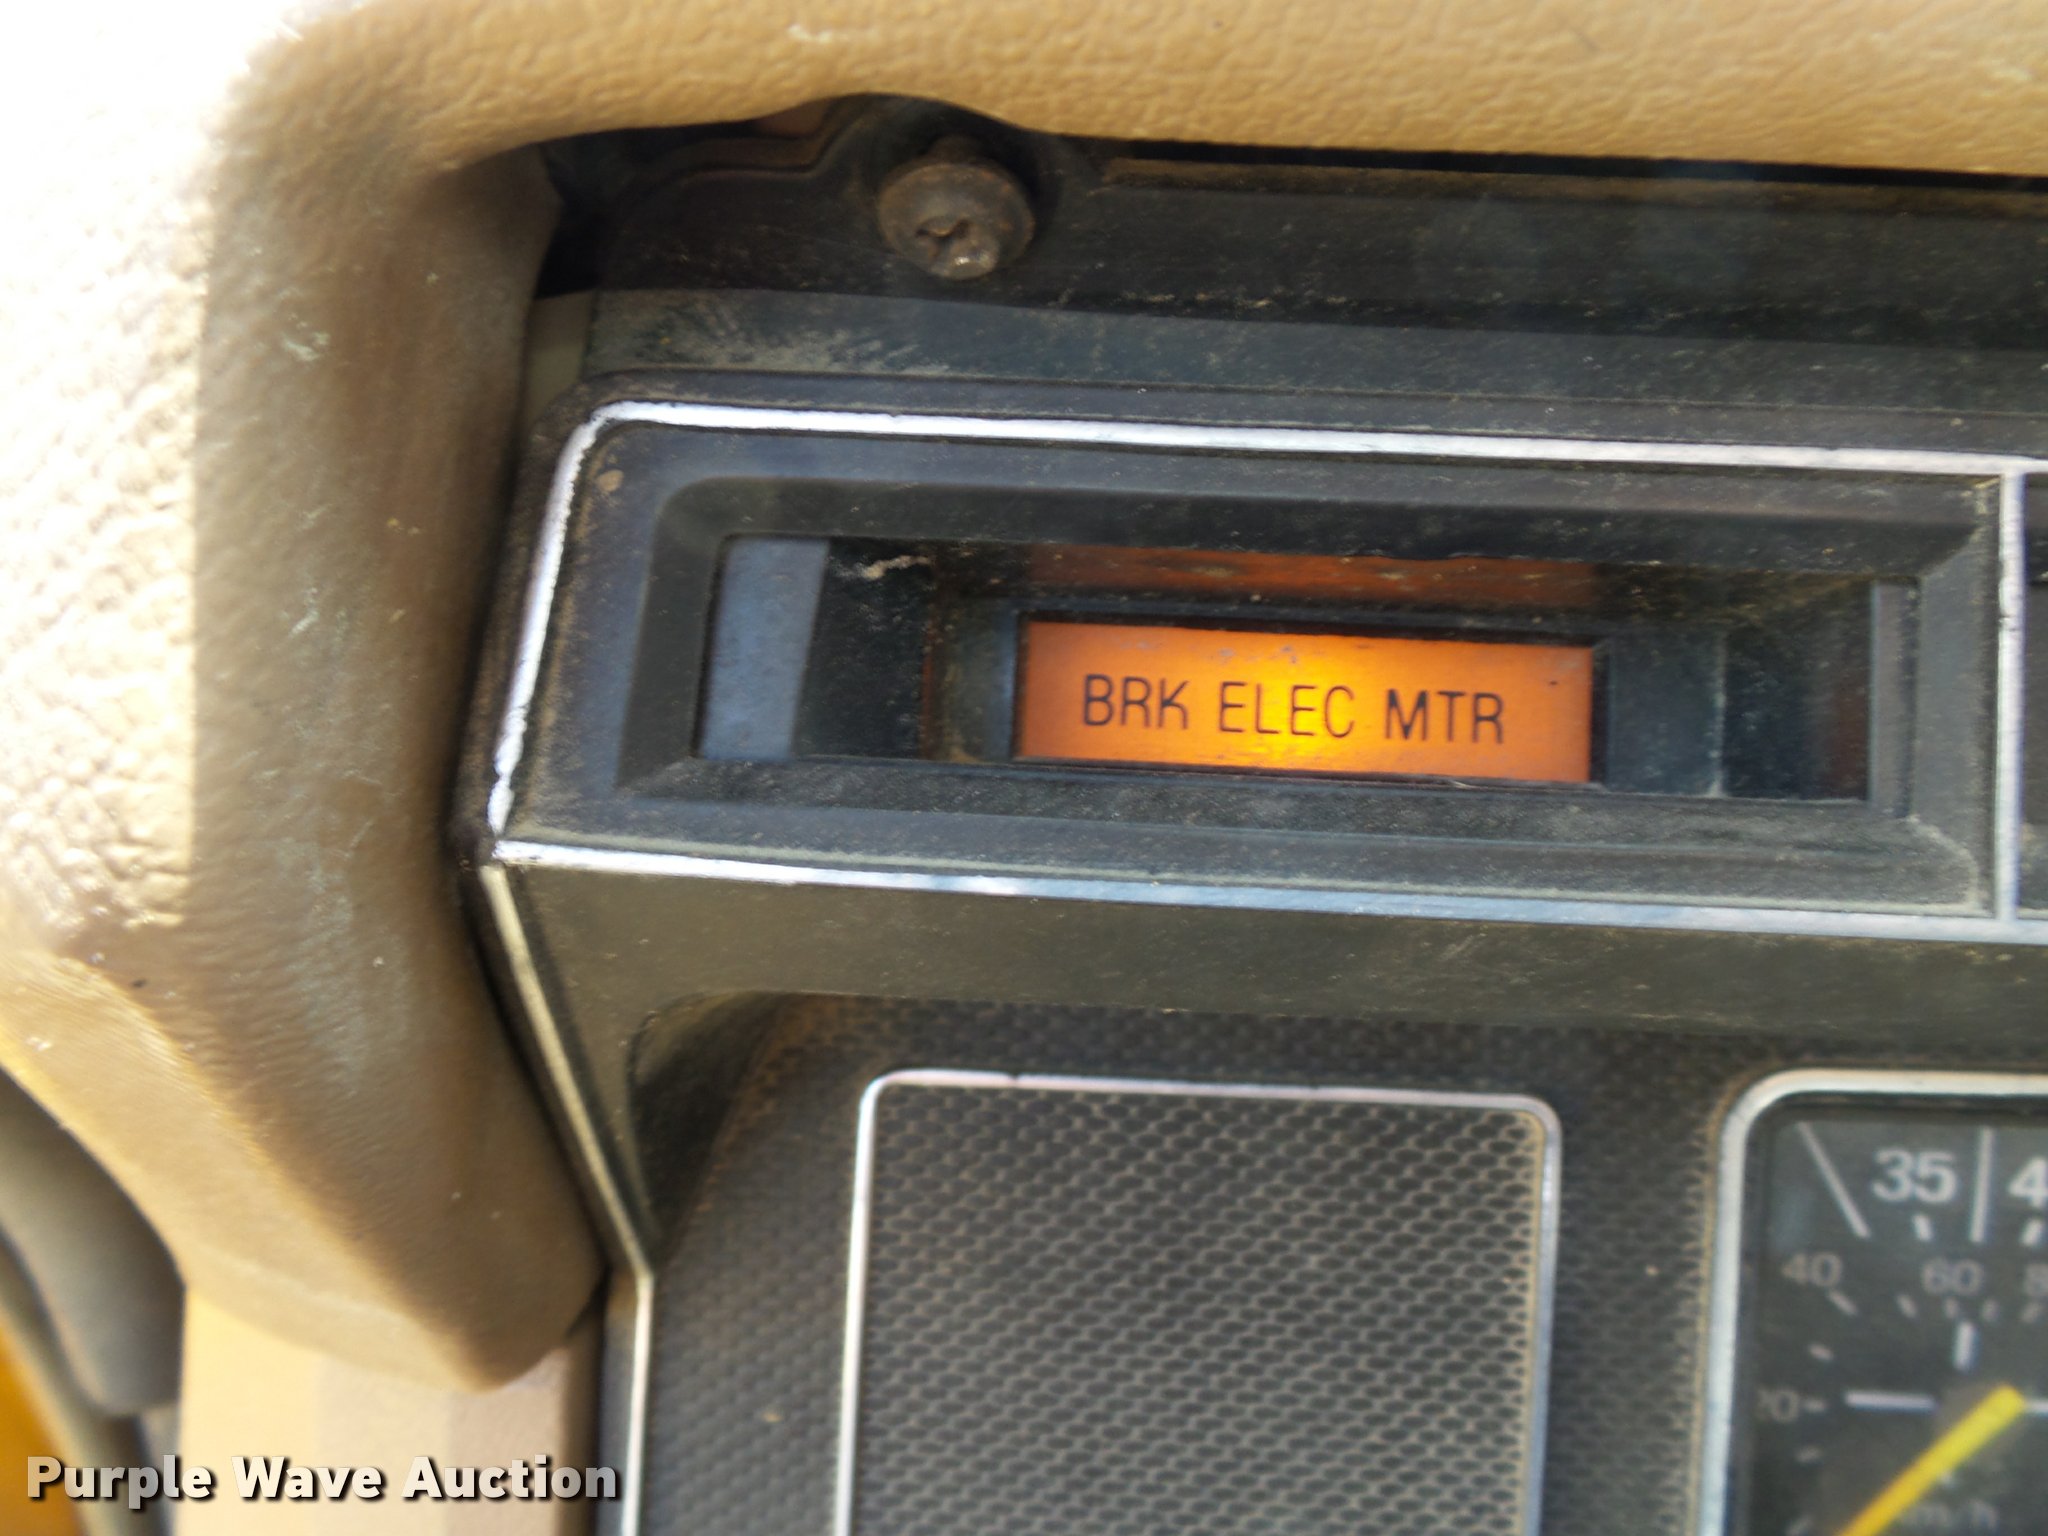 BRK ELEC MTR
35
40 60
Purple Wave Auction